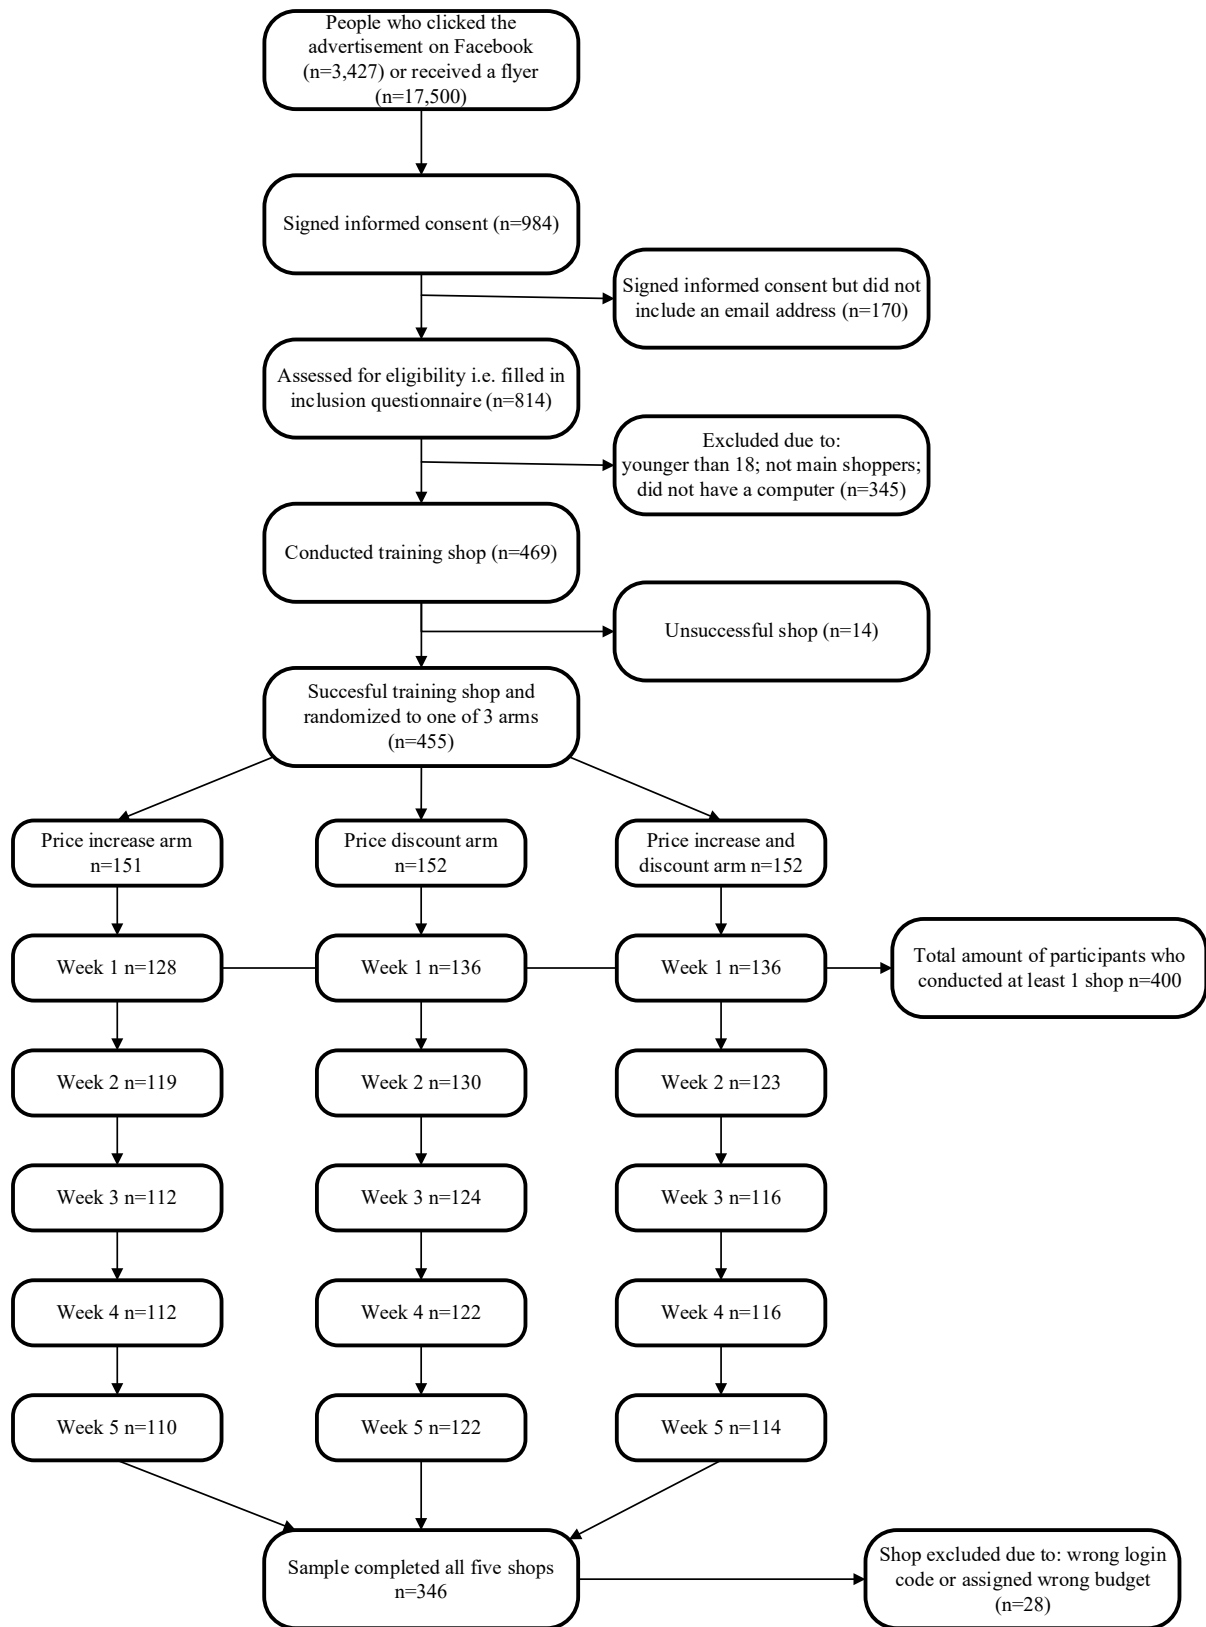 People who clicked the
advertisement on Facebook
(n=3,427) or received a flyer
(n=17,500)
Signed informed consent (n=984)
Signed informed consent but did not
include an email address (n=170)
Assessed for eligibility i.e. filled in
inclusion questionnaire (n=814)
Excluded due to:
younger than 18; not main shoppers;
did not have a computer (n=345)
Conducted training shop (n=469)
Unsuccessful shop (n=14)
Succesful training shop and
randomized to one of 3 arms
(n=455)
Price increase arm
n=151
Price discount arm
n=152
Price increase and
discount arm n=152
Week 1 n=128
Week 1 n=136
Week 1 n=136
Total amount of participants who
conducted at least 1 shop n=400
Week 2 n=119
Week 2 n=130
Week 2 n=123
Week 3 n=112
Week 3 n=124
Week 3 n=116
Week 4 n=112
Week 4 n=122
Week 4 n=116
Week 5 n=110
Week 5 n=122
Week 5 n=114
Sample completed all five shops
n=346
Shop excluded due to: wrong login
code or assigned wrong budget
(n=28)